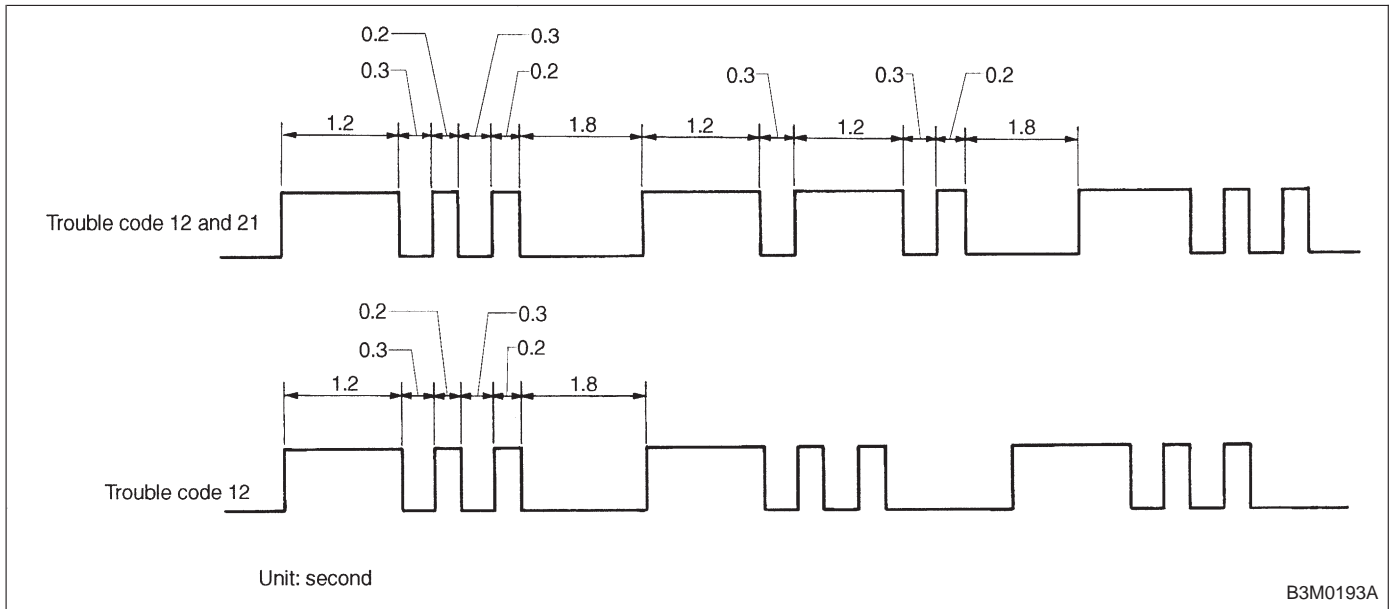 0.2 0.3
0.3 0.2 0.3 0.3 0.2
1.2 1.8 1.2 1.2 1.8
Trouble code 12 and 21
0.2 0.3
0.3 0.2
1.2 1.8
Trouble code 12
Unit: second
B3M0193A